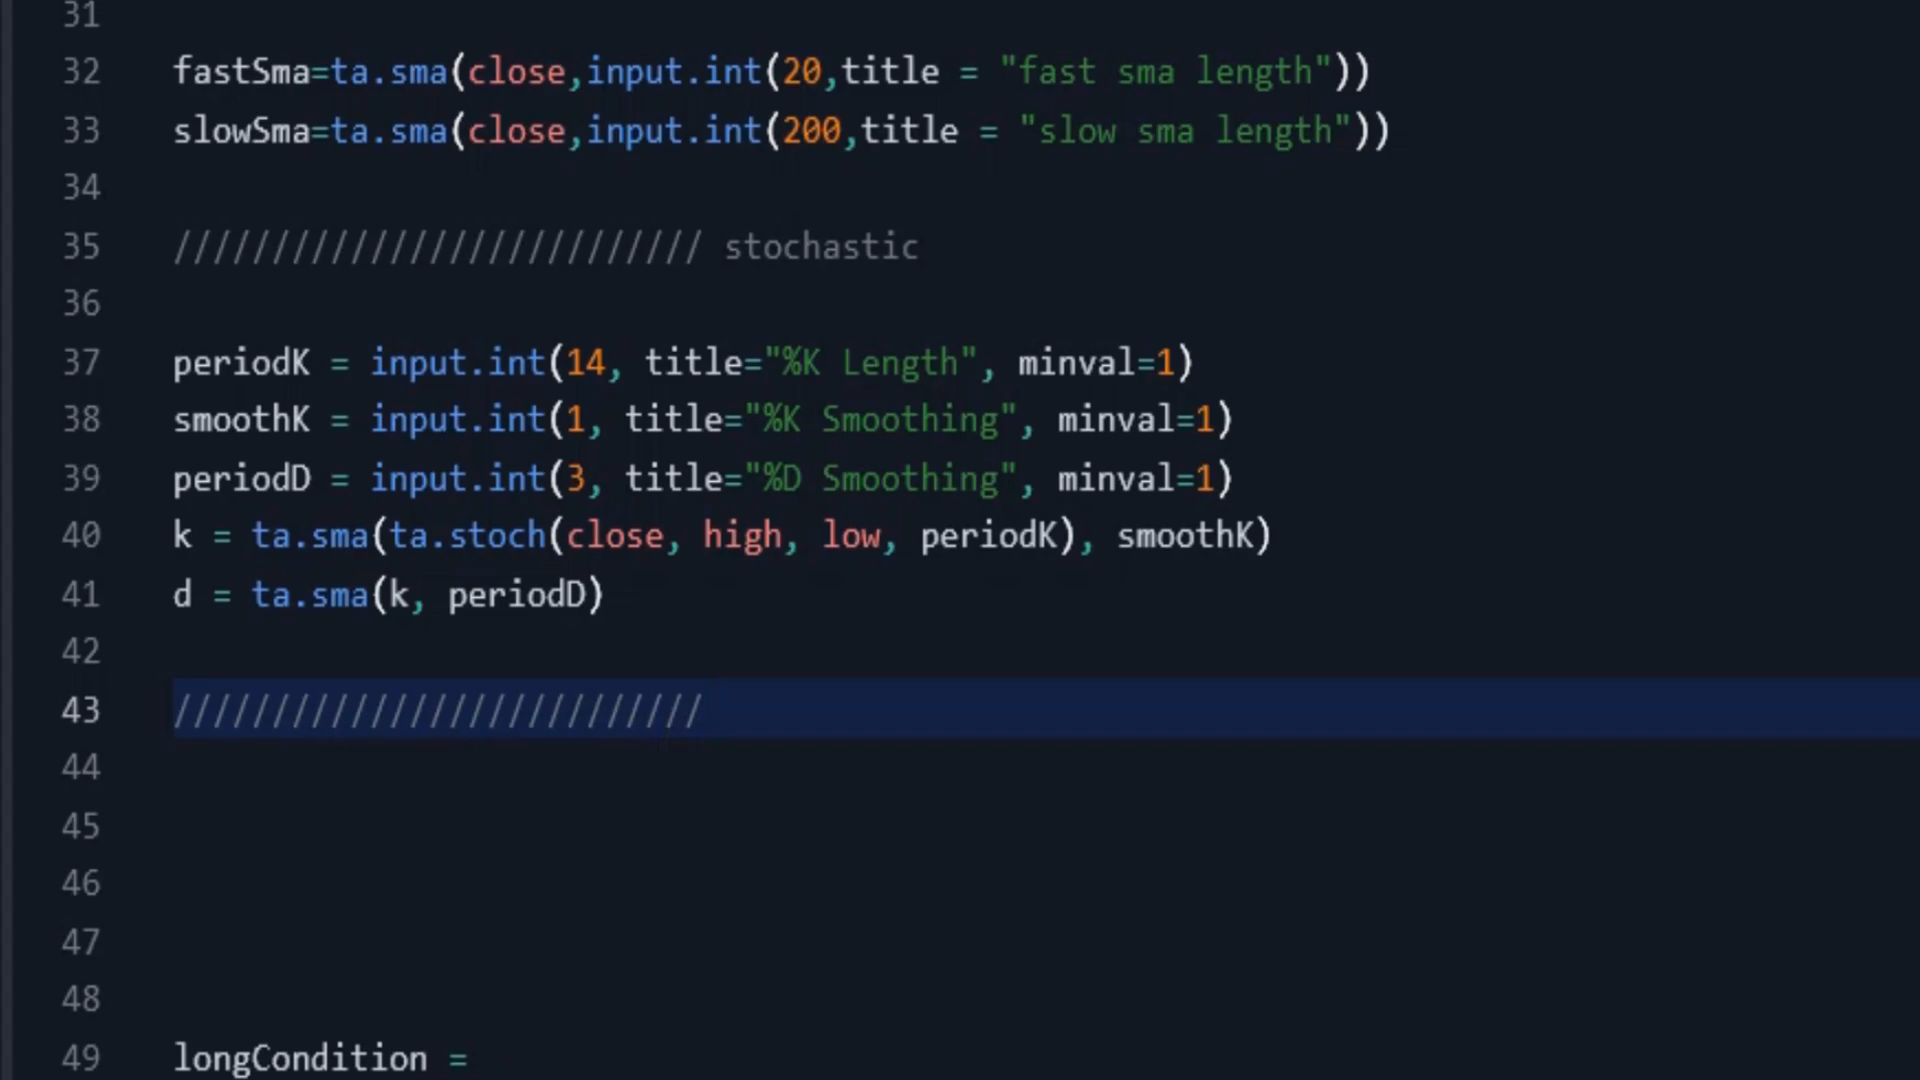 31
32 fastSma=ta.sma(close,input.int(20,title = "fast sma length"))
33 slowSma=ta.sma(close,input.int(200,title = "slow sma length"))
34
35 /////////////////////////// stochastic
36
37 periodK = input.int(14, title="%K Length", minval=1)
38 smoothK = input.int(1, title="%K Smoothing", minval=1)
39 periodD = input.int(3, title="%D Smoothing", minval=1)
40 k = ta.sma(ta.stoch(close, high, low, periodK), smoothK)
41 d = ta.sma(k, periodD)
42
43 ///////////////////////////
44
45
46
47
48
49 longCondition =